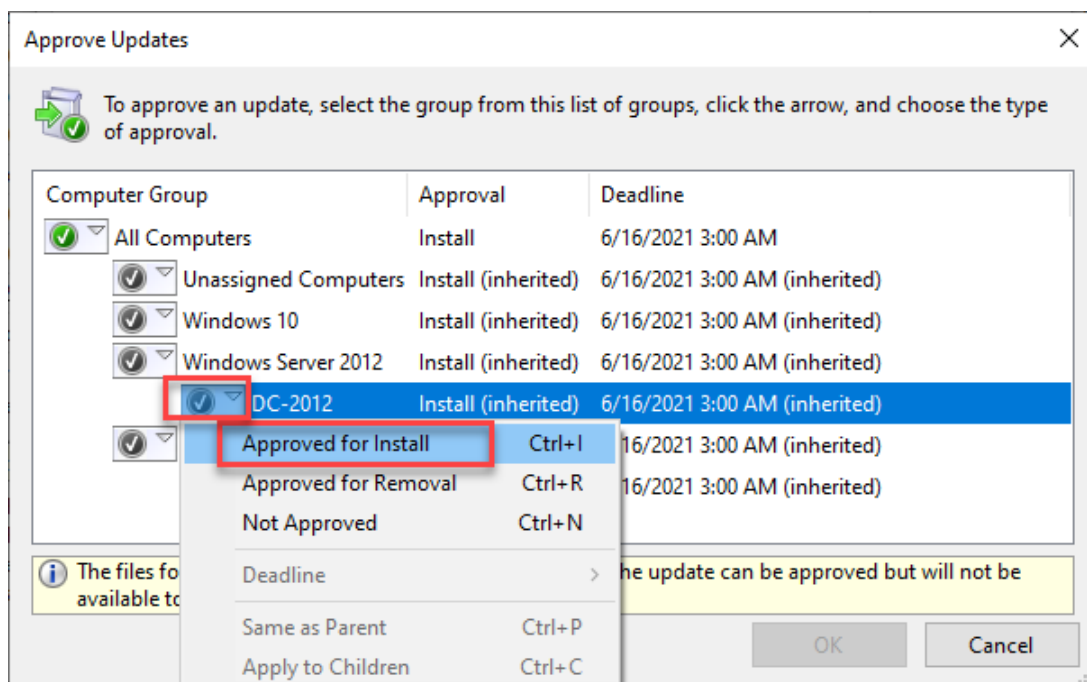 Approve Updates
To approve an update, select the group from this list of groups, click the arrow, and choose the type
of approval.
Computer Group Approval Deadline
All Computers Install 6/16/2021 3:00 AM
Unassigned Computers Install (inherited) 6/16/2021 3:00 AM (inherited)
Windows 10 Install (inherited) 6/16/2021 3:00 AM (inherited)
Windows Server 2012 Install (inherited) 6/16/2021 3:00 AM (inherited)
DC-2012 Install (inherited) 6/16/2021 3:00 AM (inherited)
Approved for Install Ctrl+I 16/2021 3:00 AM (inherited)
Approved for Removal Ctrl+R 16/2021 3:00 AM (inherited)
Not Approved Ctrl+N
The files fo Deadline he update can be approved but will not be
available to
Same as Parent Ctrl+P
OK Cancel
Apply to Children Ctrl+C